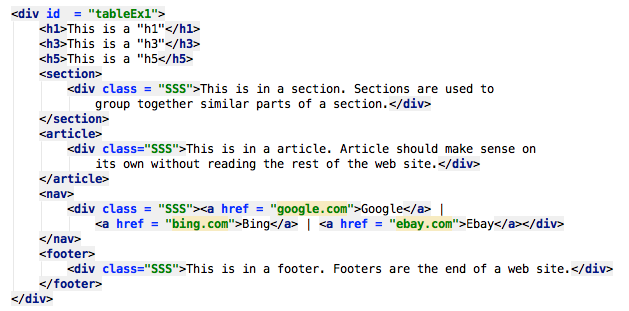 <div id  = "tableEx1">
    <h1>This is a "h1"</h1>
    <h3>This is a "h3"</h3>
    <h5>This is a "h5</h5>
    <section>
        <div class = "SSS">This is in a section. Sections are used to
            group together similar parts of a section.</div>
    </section>
    <article>
        <div class="SSS">This is in a article. Article should make sense on
            its own without reading the rest of the web site.</div>
    </article>
    <nav>
        <div class = "SSS"><a href = "google.com">Google</a> |
            <a href = "bing.com">Bing</a> | <a href = "ebay.com">Ebay</a></div>
    </nav>
    <footer>
        <div class="SSS">This is in a footer. Footers are the end of a web site.</div>
    </footer>
</div>